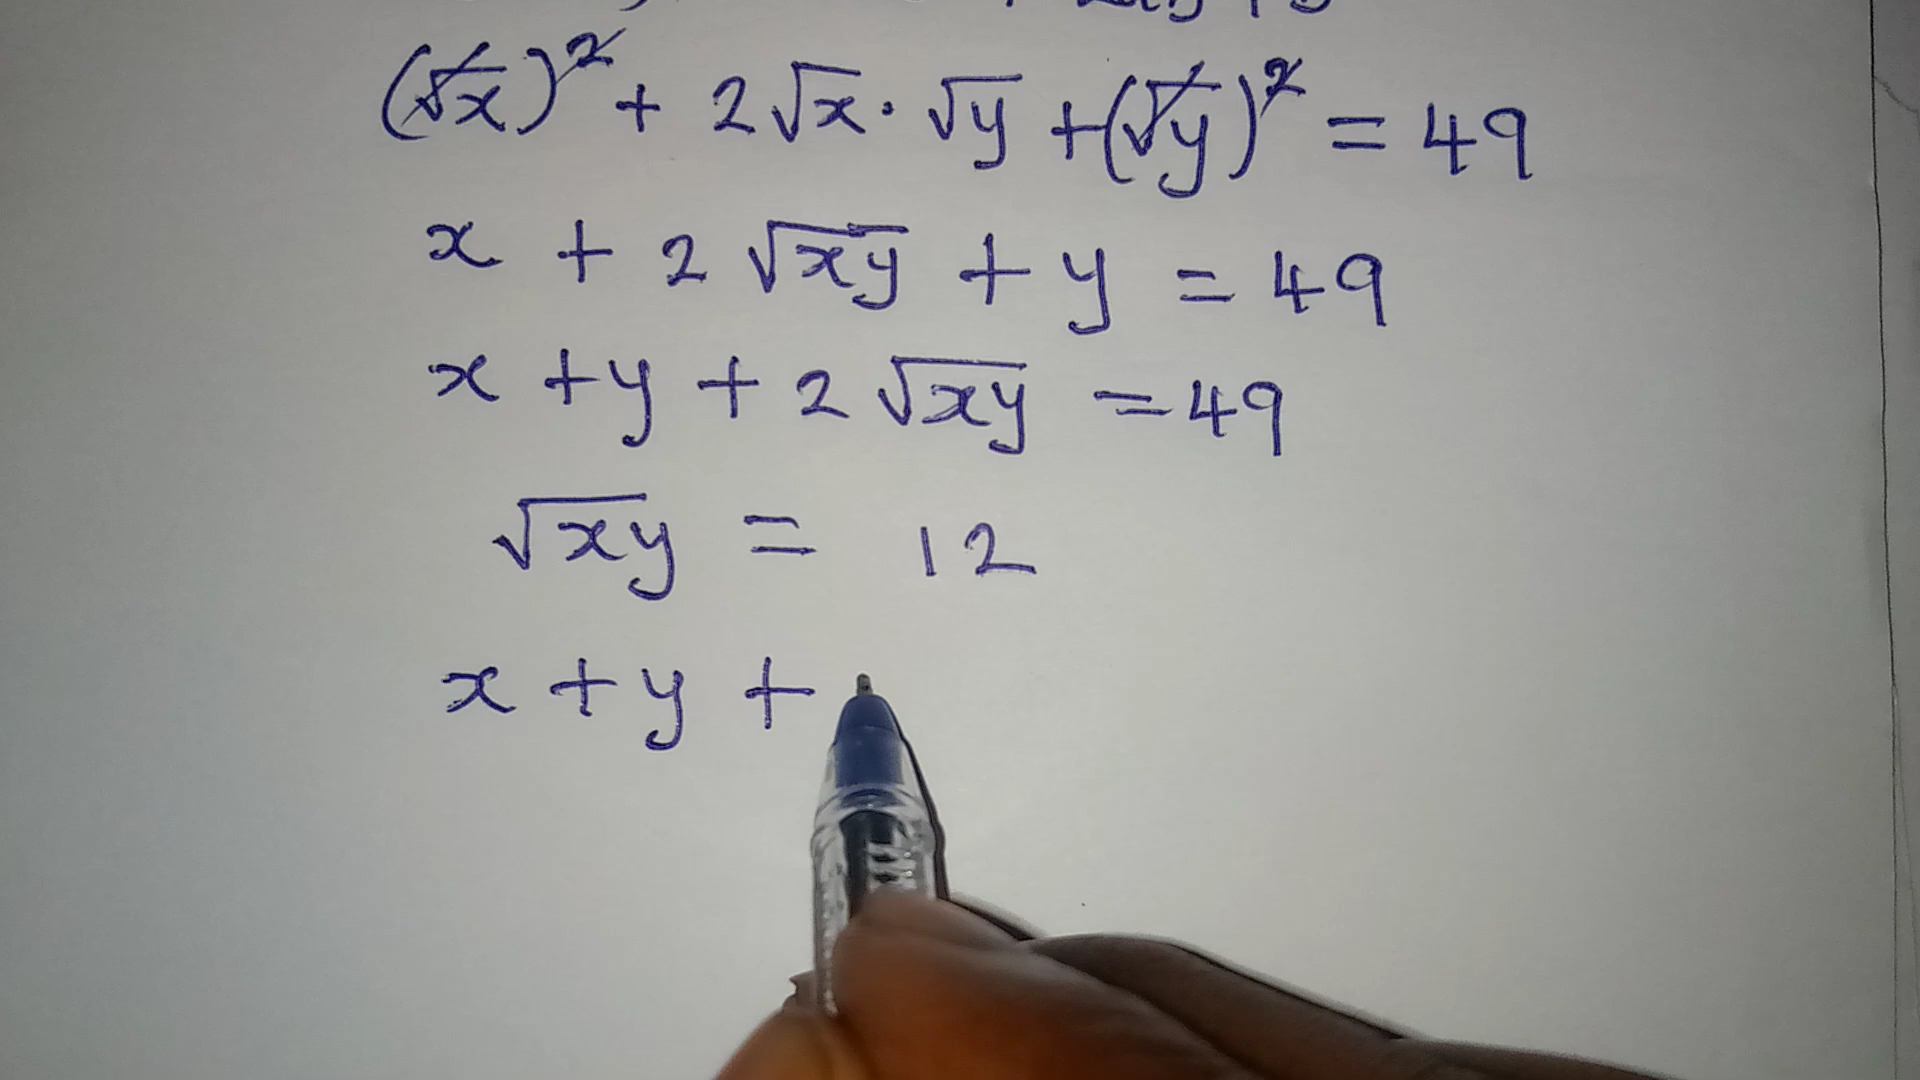 (√x)² + 2√x · √y + (√y)² = 49
x + 2√xy + y = 49
x + y + 2√xy = 49
√xy = 12
x + y +